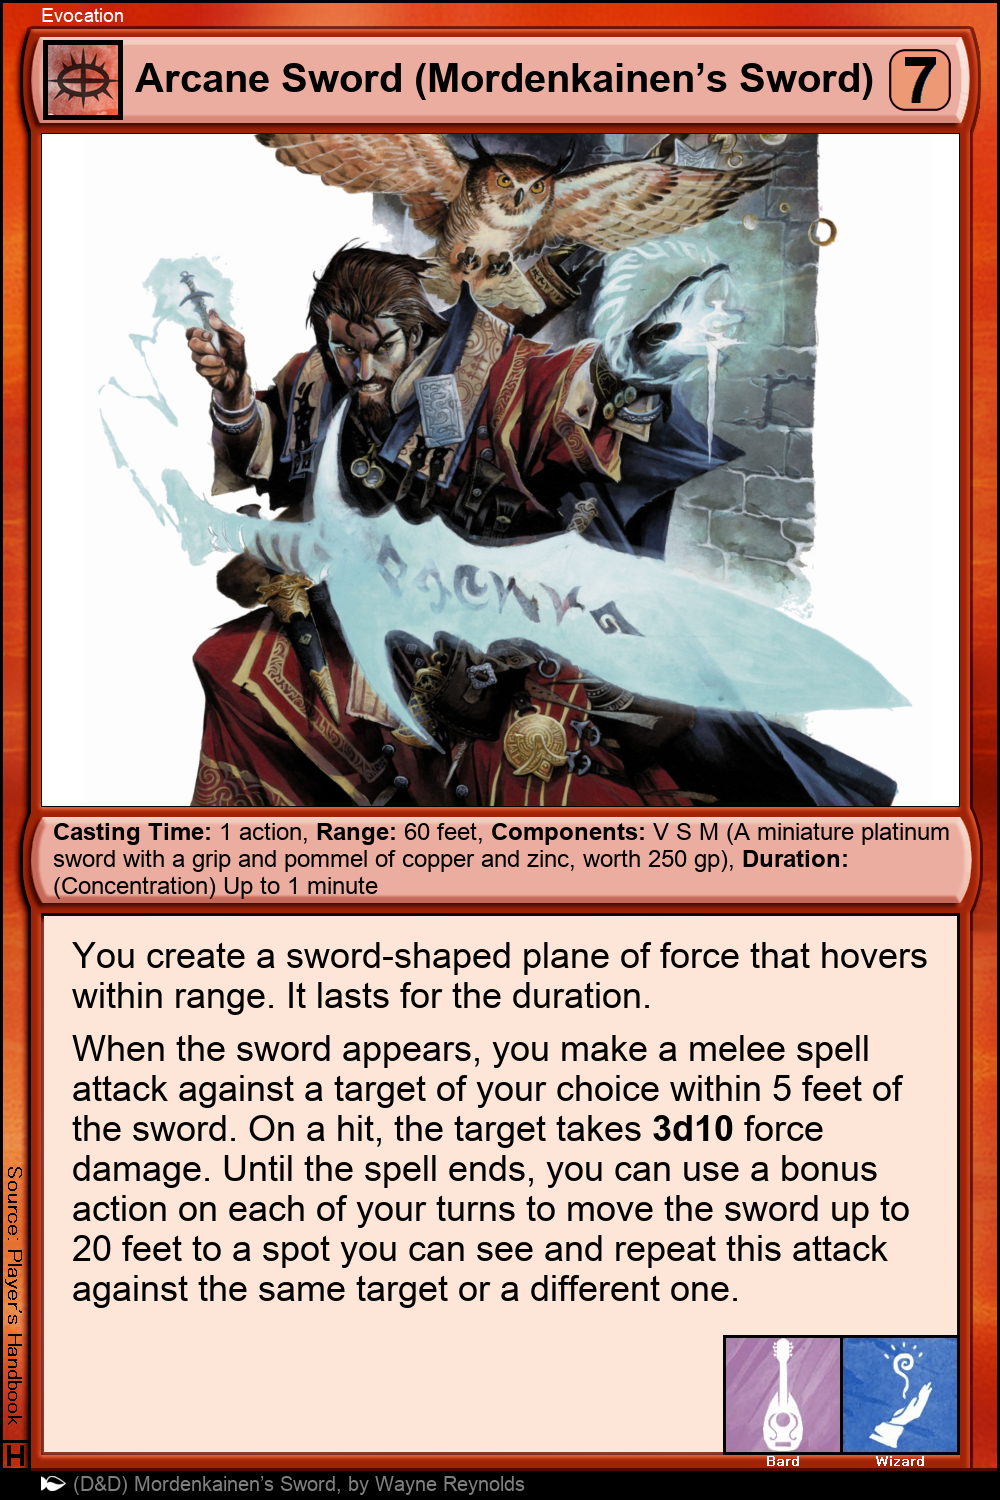 Evocation
Arcane Sword (Mordenkainen's Sword)
7
Casting Time: 1 action, Range: 60 feet, Components: V S M (A miniature platinum
sword with a grip and pommel of copper and zinc, worth 250 gp), Duration:
(Concentration) Up to 1 minute
You create a sword-shaped plane of force that hovers
within range. It lasts for the duration.
When the sword appears, you make a melee spell
attack against a target of your choice within 5 feet of
the sword. On a hit, the target takes 3d10 force
damage. Until the spell ends, you can use a bonus
action on each of your turns to move the sword up to
20 feet to a spot you can see and repeat this attack
against the same target or a different one.
Source: Player's Handbook
H
Bard
Wizard
(D&D) Mordenkainen's Sword, by Wayne Reynolds